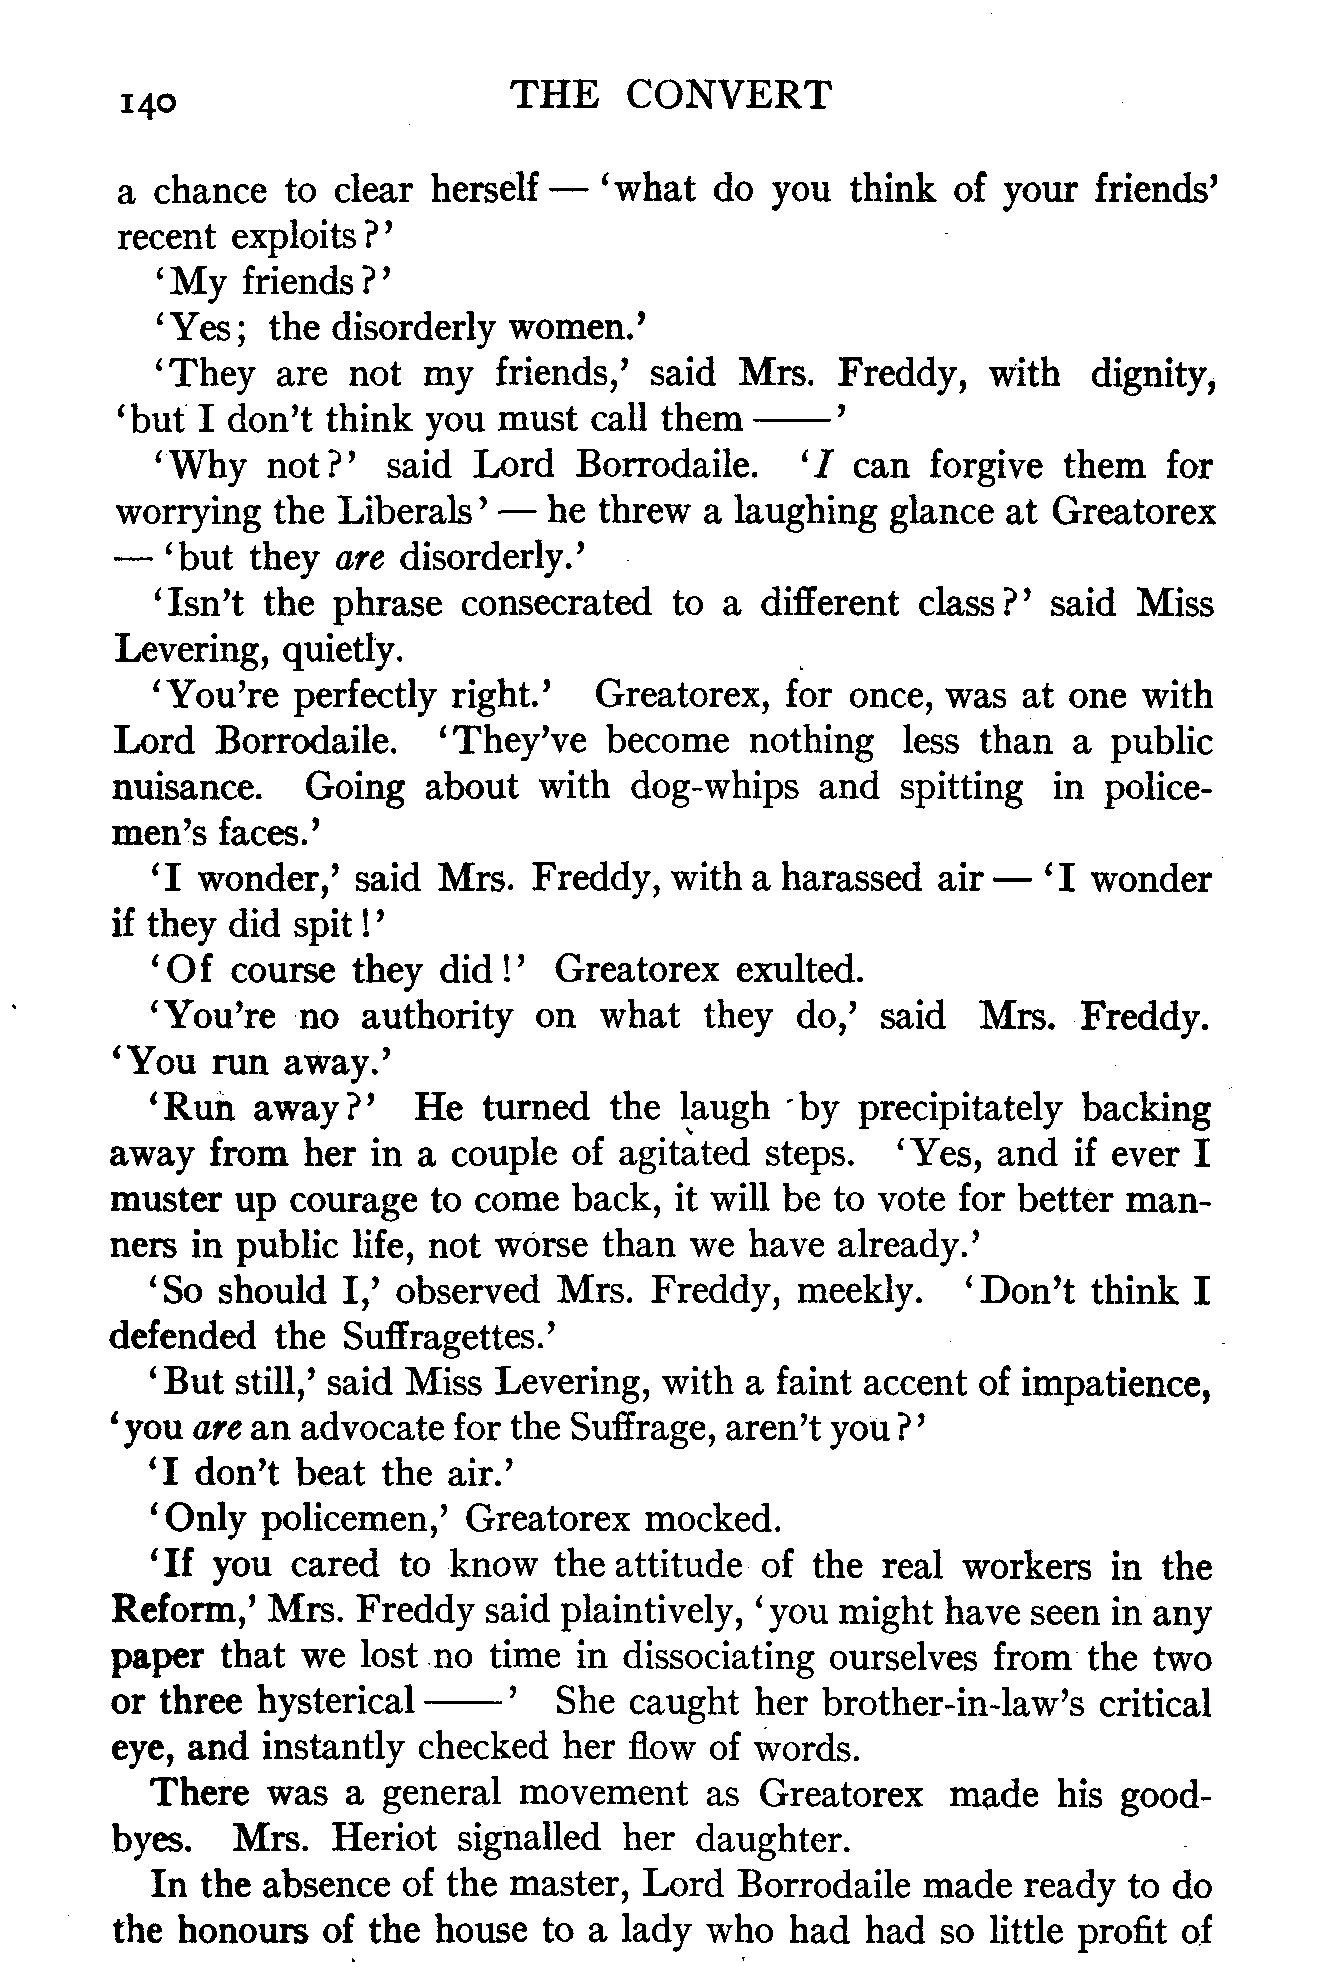 140 THE CONVERT
a chance to clear herself — ‘what do you think of your friends’
recent exploits?’
‘My friends?’
‘Yes; the disorderly women.’
‘They are not my friends,’ said Mrs. Freddy, with dignity,
‘but I don’t think you must call them ——’
‘Why not?’ said Lord Borrodaile. ‘I can forgive them for
worrying the Liberals’ — he threw a laughing glance at Greatorex
— ‘but they are disorderly.’
‘Isn’t the phrase consecrated to a different class?’ said Miss
Levering, quietly.
‘You’re perfectly right.’ Greatorex, for once, was at one with
Lord Borrodaile. ‘They’ve become nothing less than a public
nuisance. Going about with dog-whips and spitting in police-
men’s faces.’
‘I wonder,’ said Mrs. Freddy, with a harassed air — ‘I wonder
if they did spit!’
‘Of course they did!’ Greatorex exulted.
‘You’re no authority on what they do,’ said Mrs. Freddy.
‘You run away.’
‘Run away?’ He turned the laugh by precipitately backing
away from her in a couple of agitated steps. ‘Yes, and if ever I
muster up courage to come back, it will be to vote for better man-
ners in public life, not worse than we have already.’
‘So should I,’ observed Mrs. Freddy, meekly. ‘Don’t think I
defended the Suffragettes.’
‘But still,’ said Miss Levering, with a faint accent of impatience,
‘you are an advocate for the Suffrage, aren’t you?’
‘I don’t beat the air.’
‘Only policemen,’ Greatorex mocked.
‘If you cared to know the attitude of the real workers in the
Reform,’ Mrs. Freddy said plaintively, ‘you might have seen in any
paper that we lost no time in dissociating ourselves from the two
or three hysterical ——’ She caught her brother-in-law’s critical
eye, and instantly checked her flow of words.
There was a general movement as Greatorex made his good-
byes. Mrs. Heriot signalled her daughter.
In the absence of the master, Lord Borrodaile made ready to do
the honours of the house to a lady who had had so little profit of